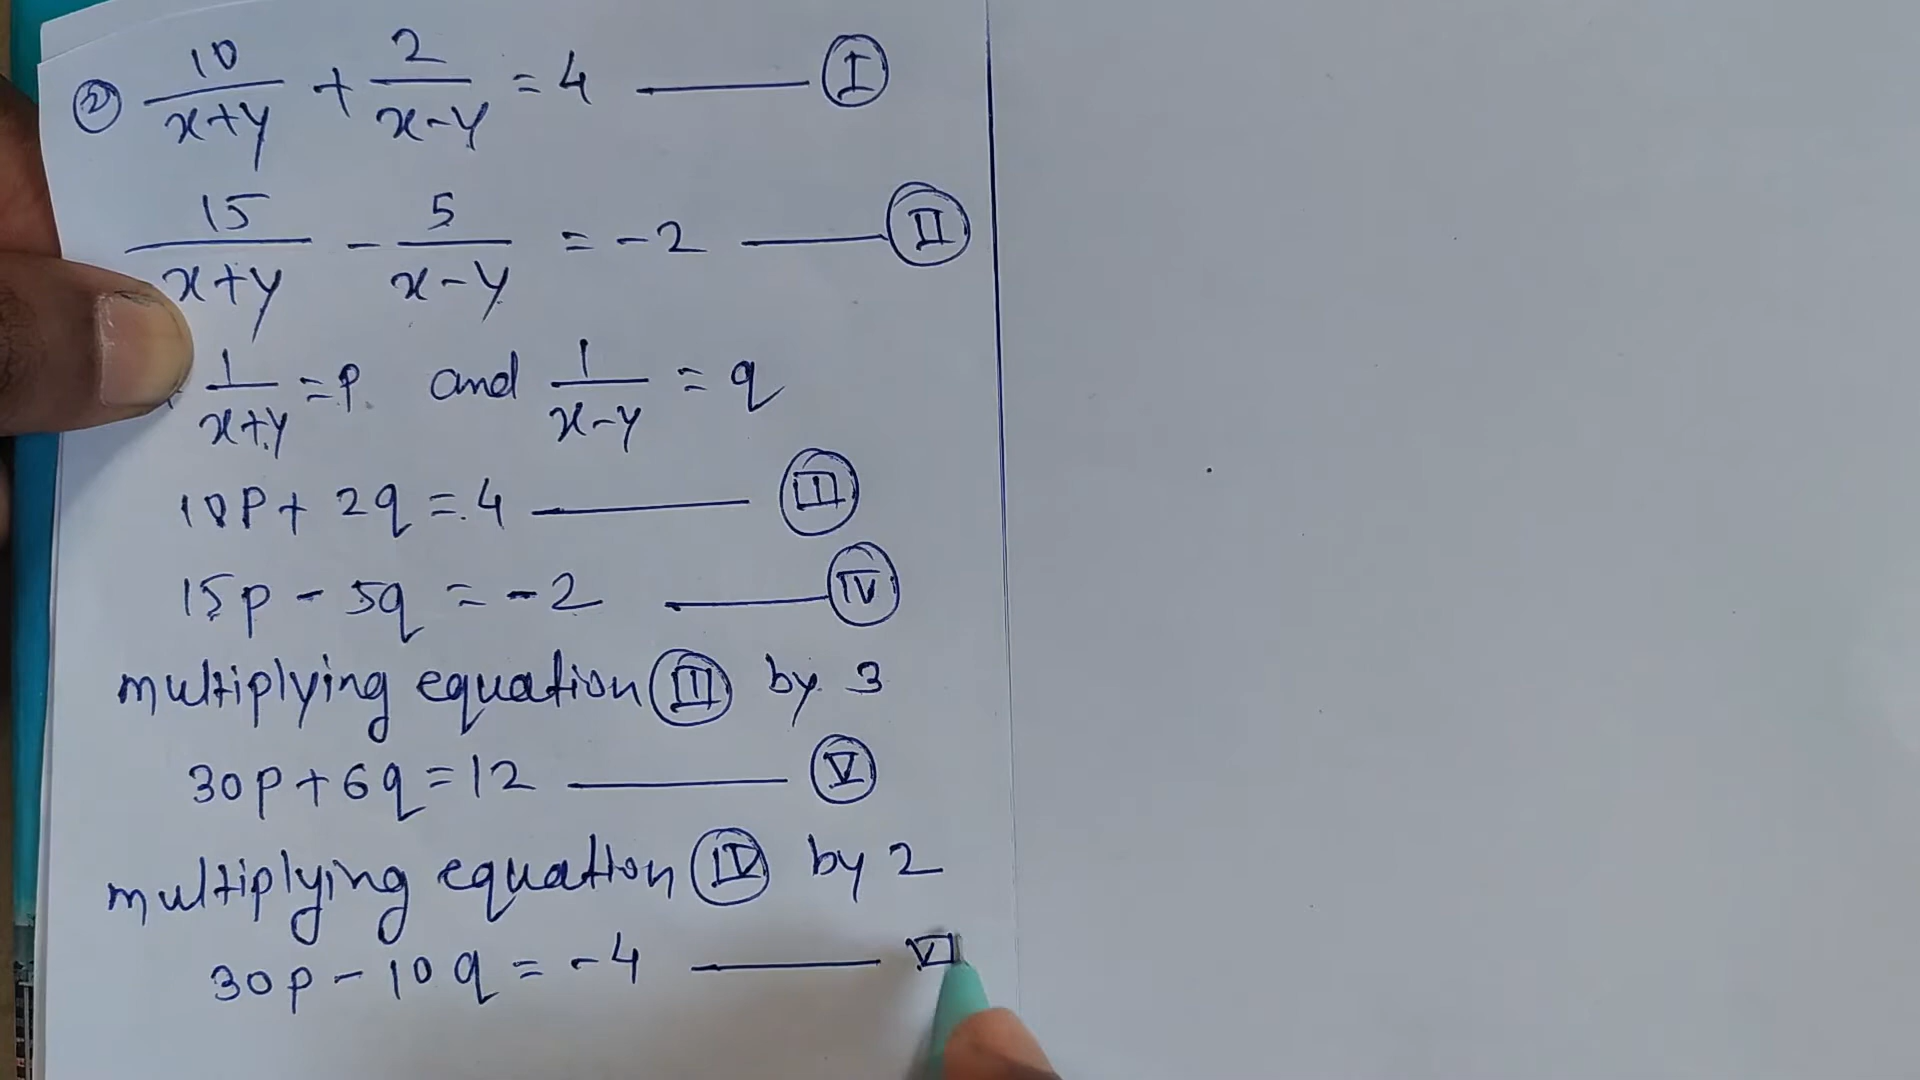 ② 10/(x+y) + 2/(x-y) = 4 —— Ⓘ
15/(x+y) - 5/(x-y) = -2 —— II
1/(x+y) = p and 1/(x-y) = q
10p + 2q = 4 —— III
15p - 5q = -2 —— IV
multiplying equation III by 3
30p + 6q = 12 —— V
multiplying equation IV by 2
30p - 10q = -4 —— VI